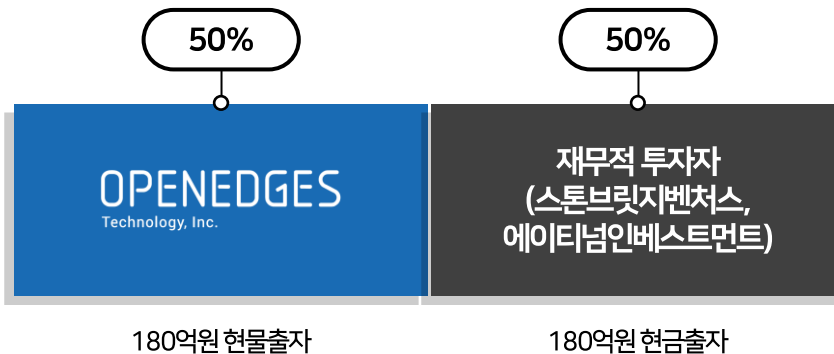 50%
50%
OPENEDGES
Technology, Inc.
재무적 투자자
(스톤브릿지벤처스,
에이티넘인베스트먼트)
180억원 현물출자
180억원 현금출자